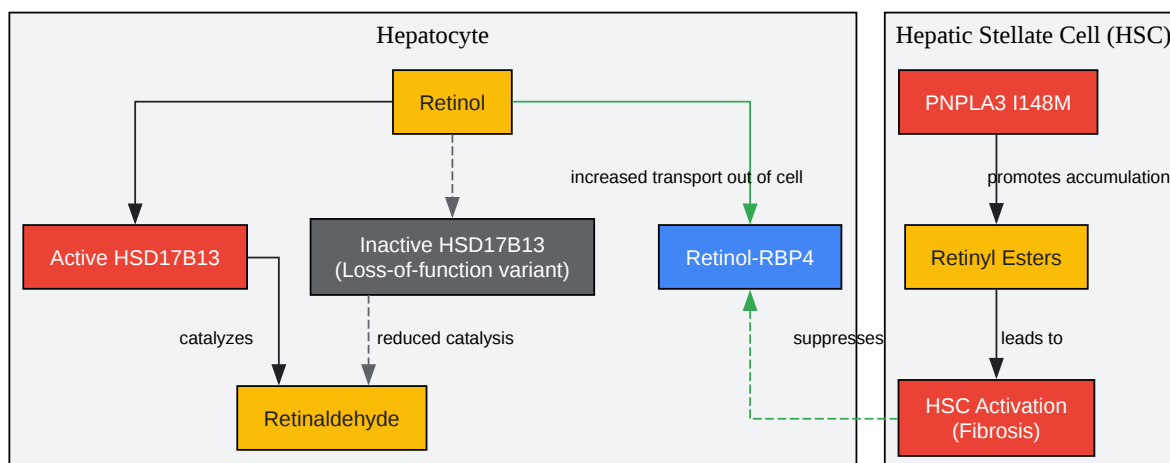 Hepatocyte
Hepatic Stellate Cell (HSC)
Retinol
PNPLA3 I148M
increased transport out of cell
promotes accumulation
Active HSD17B13
Inactive HSD17B13
(Loss-of-function variant)
Retinol-RBP4
Retinyl Esters
catalyzes
reduced catalysis
suppresses
leads to
Retinaldehyde
HSC Activation
(Fibrosis)